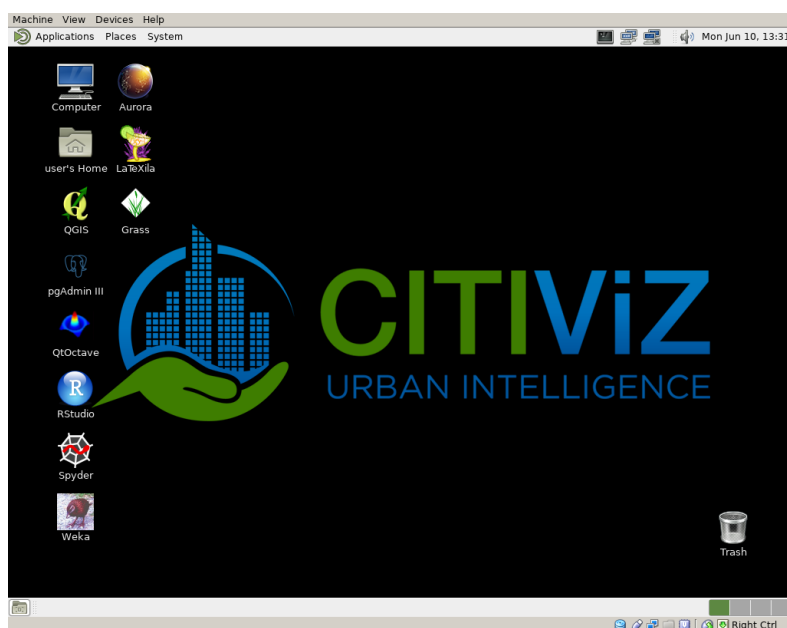 Machine View Devices Help
Applications Places System
Mon Jun 10, 13:31
Computer
Aurora
user's Home
LaTeXila
QGIS
Grass
pgAdmin III
QtOctave
R
RStudio
Spyder
Weka
CITIViZ
URBAN INTELLIGENCE
Trash
Right Ctrl